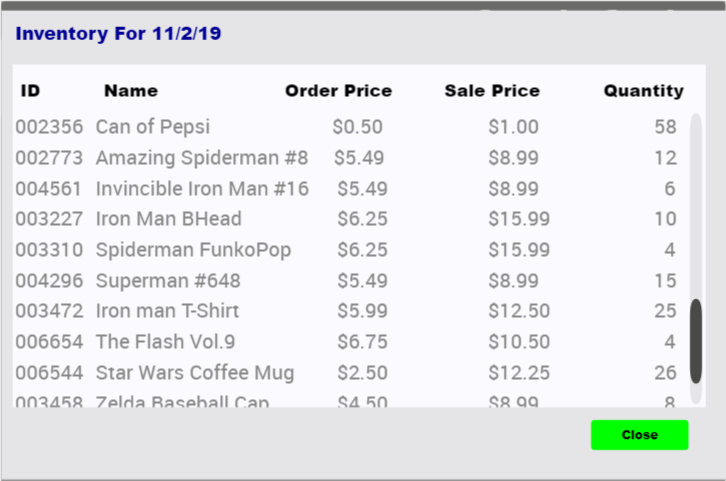 Inventory For 11/2/19
ID Name Order Price Sale Price Quantity
002356 Can of Pepsi $0.50 $1.00 58
002773 Amazing Spiderman #8 $5.49 $8.99 12
004561 Invincible Iron Man #16 $5.49 $8.99 6
003227 Iron Man BHead $6.25 $15.99 10
003310 Spiderman FunkoPop $6.25 $15.99 4
004296 Superman #648 $5.49 $8.99 15
003472 Iron man T-Shirt $5.99 $12.50 25
006654 The Flash Vol.9 $6.75 $10.50 4
006544 Star Wars Coffee Mug $2.50 $12.25 26
003458 Zelda Baseball Cap $4.50 $8.99 8
Close